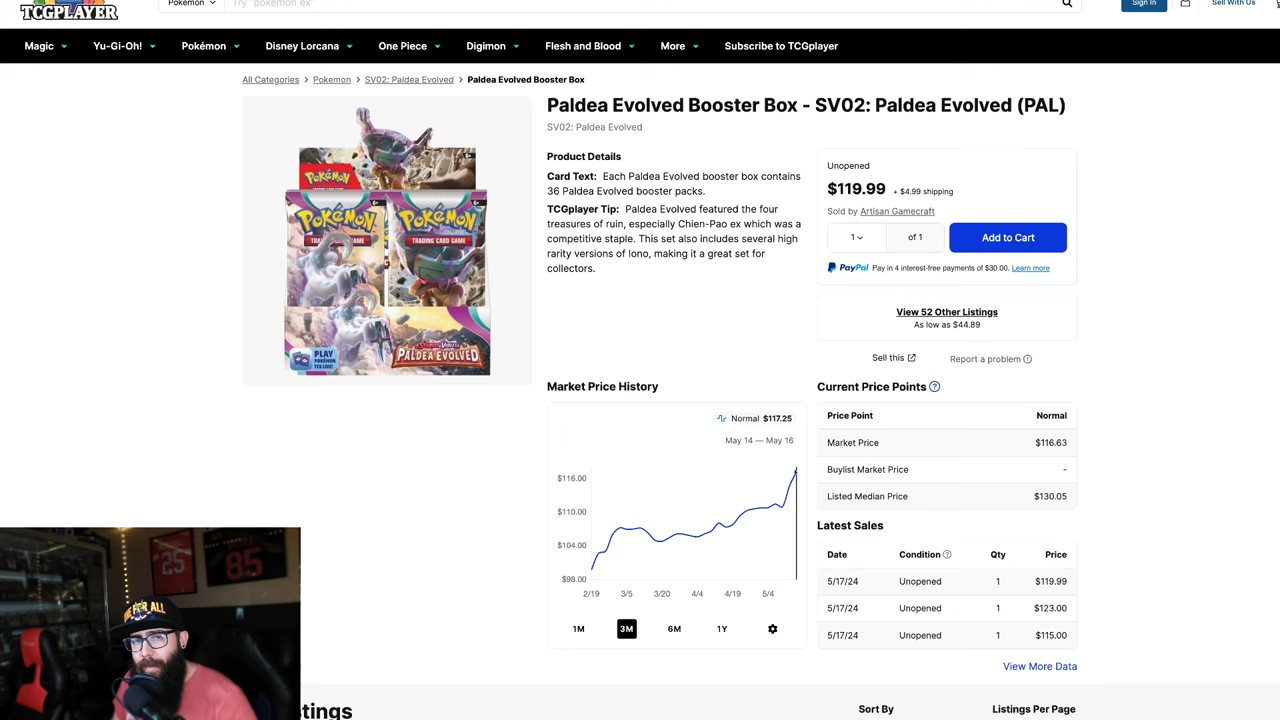 TCGPLAYER
Pokemon
Try "pokemon ex"
Sign In
Sell With Us
Magic
Yu-Gi-Oh!
Pokémon
Disney Lorcana
One Piece
Digimon
Flesh and Blood
More
Subscribe to TCGplayer
All Categories > Pokemon > SV02: Paldea Evolved > Paldea Evolved Booster Box
Paldea Evolved Booster Box - SV02: Paldea Evolved (PAL)
SV02: Paldea Evolved
Pokémon
Pokémon
Pokémon
PLAY
POKÉMON
TCG LIVE!
PALDEA EVOLVED
Product Details
Card Text: Each Paldea Evolved booster box contains
36 Paldea Evolved booster packs.
TCGplayer Tip: Paldea Evolved featured the four
treasures of ruin, especially Chien-Pao ex which was a
competitive staple. This set also includes several high
rarity versions of Iono, making it a great set for
collectors.
Unopened
$119.99 + $4.99 shipping
Sold by Artisan Gamecraft
1 of 1
Add to Cart
PayPal Pay in 4 interest-free payments of $30.00. Learn more
View 52 Other Listings
As low as $44.89
Sell this
Report a problem
Market Price History
Normal $117.25
May 14 — May 16
$116.00
$110.00
$104.00
$98.00
2/19 3/5 3/20 4/4 4/19 5/4
1M 3M 6M 1Y
Current Price Points
Price Point Normal
Market Price $116.63
Buylist Market Price -
Listed Median Price $130.05
Latest Sales
Date Condition Qty Price
5/17/24 Unopened 1 $119.99
5/17/24 Unopened 1 $123.00
5/17/24 Unopened 1 $115.00
View More Data
25
85
tings
Sort By
Listings Per Page